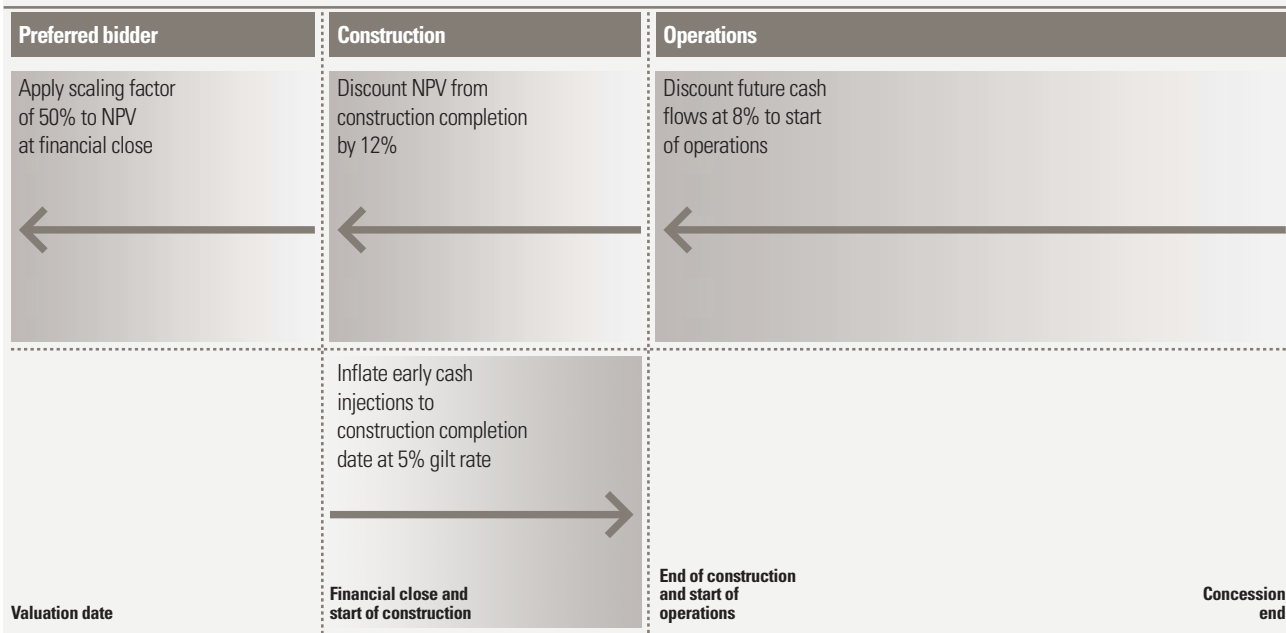 Preferred bidder
Construction
Operations
Apply scaling factor
of 50% to NPV
at financial close
Discount NPV from
construction completion
by 12%
Discount future cash
flows at 8% to start
of operations
Inflate early cash
injections to
construction completion
date at 5% gilt rate
Valuation date
Financial close and
start of construction
End of construction
and start of
operations
Concession
end